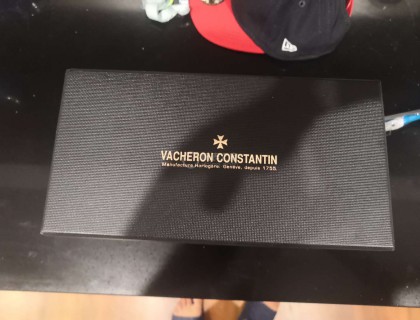 VACHERON CONSTANTIN
Manufacture Horlogère, Genève, depuis 1755.